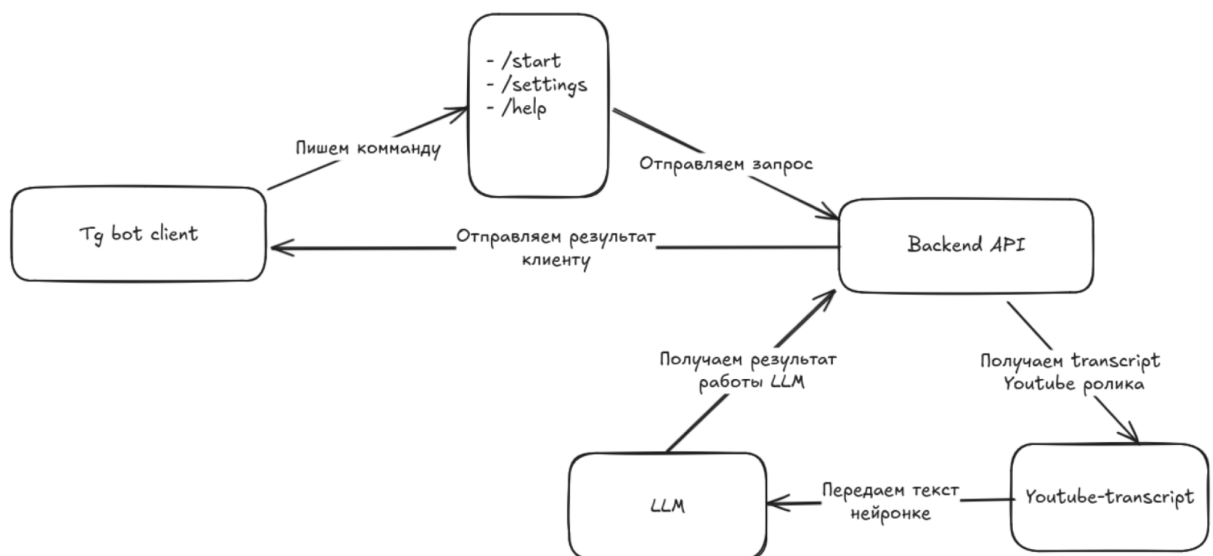 - /start
- /settings
- /help
Пишем комманду
Отправляем запрос
Tg bot client
Отправляем результат
клиенту
Backend API
Получаем результат
работы LLM
Получаем transcript
Youtube ролика
LLM
Передаем текст
нейронке
Youtube-transcript